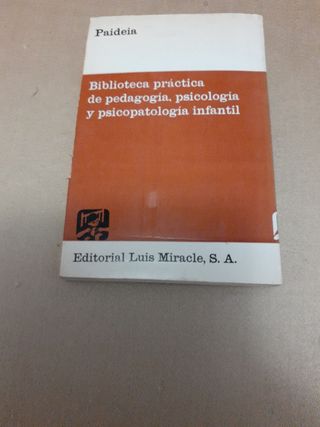 Paideia
Biblioteca práctica
de pedagogía, psicología
y psicopatología infantil
Editorial Luis Miracle, S. A.